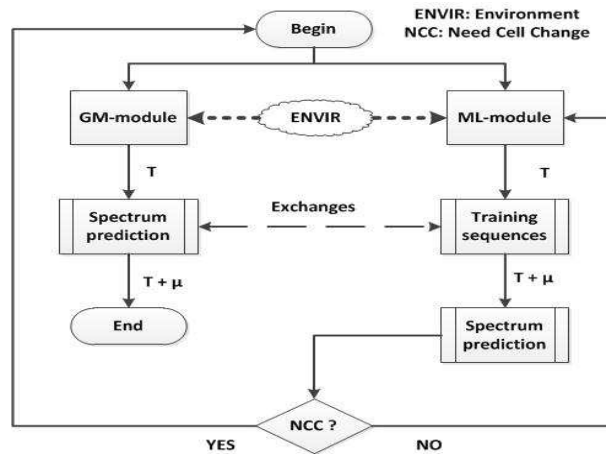 ENVIR: Environment
NCC: Need Cell Change
Begin
GM-module
ENVIR
ML-module
T
T
Spectrum
prediction
Exchanges
Training
sequences
T + μ
T + μ
End
Spectrum
prediction
NCC ?
YES
NO